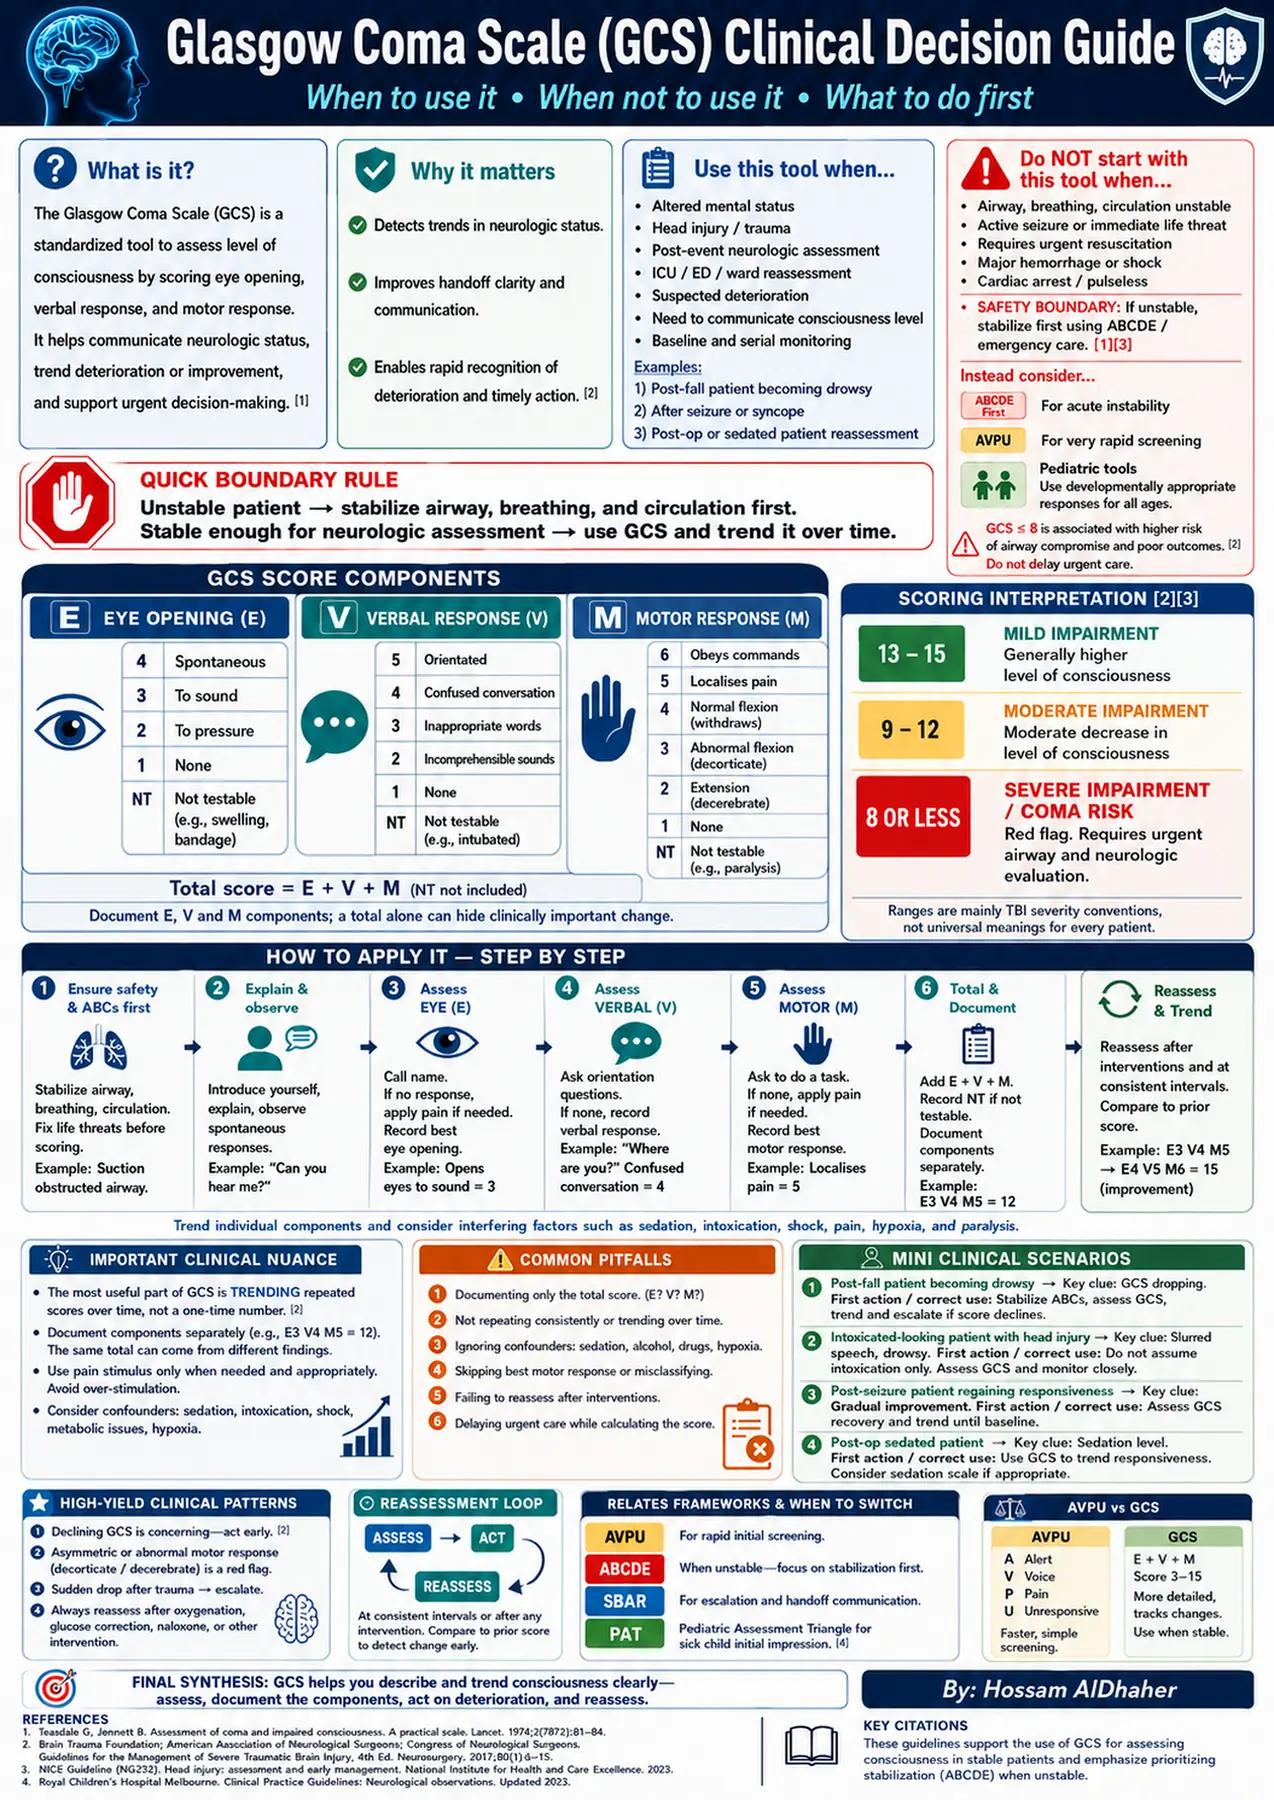 Glasgow Coma Scale (GCS) Clinical Decision Guide
When to use it • When not to use it • What to do first
What is it?
The Glasgow Coma Scale (GCS) is a
standardized tool to assess level of
consciousness by scoring eye opening,
verbal response, and motor response.
It helps communicate neurologic status,
trend deterioration or improvement,
and support urgent decision-making. [1]
Why it matters
Detects trends in neurologic status.
Improves handoff clarity and
communication.
Enables rapid recognition of
deterioration and timely action. [2]
Use this tool when...
• Altered mental status
• Head injury / trauma
• Post-event neurologic assessment
• ICU / ED / ward reassessment
• Suspected deterioration
• Need to communicate consciousness level
• Baseline and serial monitoring
Examples:
1) Post-fall patient becoming drowsy
2) After seizure or syncope
3) Post-op or sedated patient reassessment
Do NOT start with
this tool when...
• Airway, breathing, circulation unstable
• Active seizure or immediate life threat
• Requires urgent resuscitation
• Major hemorrhage or shock
• Cardiac arrest / pulseless
• SAFETY BOUNDARY: If unstable,
stabilize first using ABCDE /
emergency care. [1][3]
Instead consider...
ABCDE
First
For acute instability
AVPU
For very rapid screening
Pediatric tools
Use developmentally appropriate
responses for all ages.
GCS ≤ 8 is associated with higher risk
of airway compromise and poor outcomes. [2]
Do not delay urgent care.
QUICK BOUNDARY RULE
Unstable patient → stabilize airway, breathing, and circulation first.
Stable enough for neurologic assessment → use GCS and trend it over time.
GCS SCORE COMPONENTS
E EYE OPENING (E)
4 Spontaneous
3 To sound
2 To pressure
1 None
NT Not testable
(e.g., swelling,
bandage)
V VERBAL RESPONSE (V)
5 Orientated
4 Confused conversation
3 Inappropriate words
2 Incomprehensible sounds
1 None
NT Not testable
(e.g., intubated)
M MOTOR RESPONSE (M)
6 Obeys commands
5 Localises pain
4 Normal flexion
(withdraws)
3 Abnormal flexion
(decorticate)
2 Extension
(decerebrate)
1 None
NT Not testable
(e.g., paralysis)
Total score = E + V + M (NT not included)
Document E, V and M components; a total alone can hide clinically important change.
SCORING INTERPRETATION [2][3]
13 – 15
MILD IMPAIRMENT
Generally higher
level of consciousness
9 – 12
MODERATE IMPAIRMENT
Moderate decrease in
level of consciousness
8 OR LESS
SEVERE IMPAIRMENT
/ COMA RISK
Red flag. Requires urgent
airway and neurologic
evaluation.
Ranges are mainly TBI severity conventions,
not universal meanings for every patient.
HOW TO APPLY IT — STEP BY STEP
1 Ensure safety
& ABCs first
Stabilize airway,
breathing, circulation.
Fix life threats before
scoring.
Example: Suction
obstructed airway.
2 Explain &
observe
Introduce yourself,
explain, observe
spontaneous
responses.
Example: "Can you
hear me?"
3 Assess
EYE (E)
Call name.
If no response,
apply pain if needed.
Record best
eye opening.
Example: Opens
eyes to sound = 3
4 Assess
VERBAL (V)
Ask orientation
questions.
If none, record
verbal response.
Example: "Where
are you?" Confused
conversation = 4
5 Assess
MOTOR (M)
Ask to do a task.
If none, apply pain
if needed.
Record best
motor response.
Example: Localises
pain = 5
6 Total &
Document
Add E + V + M.
Record NT if not
testable.
Document
components
separately.
Example:
E3 V4 M5 = 12
Reassess
& Trend
Reassess after
interventions and at
consistent intervals.
Compare to prior
score.
Example: E3 V4 M5
→ E4 V5 M6 = 15
(improvement)
Trend individual components and consider interfering factors such as sedation, intoxication, shock, pain, hypoxia, and paralysis.
IMPORTANT CLINICAL NUANCE
• The most useful part of GCS is TRENDING repeated
scores over time, not a one-time number. [2]
• Document components separately (e.g., E3 V4 M5 = 12).
The same total can come from different findings.
• Use pain stimulus only when needed and appropriately.
Avoid over-stimulation.
• Consider confounders: sedation, intoxication, shock,
metabolic issues, hypoxia.
COMMON PITFALLS
1 Documenting only the total score. (E? V? M?)
2 Not repeating consistently or trending over time.
3 Ignoring confounders: sedation, alcohol, drugs, hypoxia.
4 Skipping best motor response or misclassifying.
5 Failing to reassess after interventions.
6 Delaying urgent care while calculating the score.
MINI CLINICAL SCENARIOS
1 Post-fall patient becoming drowsy → Key clue: GCS dropping.
First action / correct use: Stabilize ABCs, assess GCS,
trend and escalate if score declines.
2 Intoxicated-looking patient with head injury → Key clue: Slurred
speech, drowsy. First action / correct use: Do not assume
intoxication only. Assess GCS and monitor closely.
3 Post-seizure patient regaining responsiveness → Key clue:
Gradual improvement. First action / correct use: Assess GCS
recovery and trend until baseline.
4 Post-op sedated patient → Key clue: Sedation level.
First action / correct use: Use GCS to trend responsiveness.
Consider sedation scale if appropriate.
HIGH-YIELD CLINICAL PATTERNS
1 Declining GCS is concerning—act early. [2]
2 Asymmetric or abnormal motor response
(decorticate / decerebrate) is a red flag.
3 Sudden drop after trauma → escalate.
4 Always reassess after oxygenation,
glucose correction, naloxone, or other
intervention.
REASSESSMENT LOOP
ASSESS → ACT
REASSESS
At consistent intervals or after any
intervention. Compare to prior score
to detect change early.
RELATES FRAMEWORKS & WHEN TO SWITCH
AVPU For rapid initial screening.
ABCDE When unstable—focus on stabilization first.
SBAR For escalation and handoff communication.
PAT Pediatric Assessment Triangle for
sick child initial impression. [4]
AVPU vs GCS
AVPU
A Alert
V Voice
P Pain
U Unresponsive
Faster, simple
screening.
GCS
E + V + M
Score 3–15
More detailed,
tracks changes.
Use when stable.
FINAL SYNTHESIS: GCS helps you describe and trend consciousness clearly—
assess, document the components, act on deterioration, and reassess.
By: Hossam AlDhaher
REFERENCES
1. Teasdale G, Jennett B. Assessment of coma and impaired consciousness. A practical scale. Lancet. 1974;2(7872):81–84.
2. Brain Trauma Foundation; American Association of Neurological Surgeons; Congress of Neurological Surgeons.
Guidelines for the Management of Severe Traumatic Brain Injury, 4th Ed. Neurosurgery. 2017;80(1)
3. NICE Guideline (NG232). Head injury: assessment and early management. National Institute for Health and Care Excellence. 2023.
4. Royal Children's Hospital Melbourne. Clinical Practice Guidelines: Neurological observations. Updated 2023.
KEY CITATIONS
These guidelines support the use of GCS for assessing
consciousness in stable patients and emphasize prioritizing
stabilization (ABCDE) when unstable.